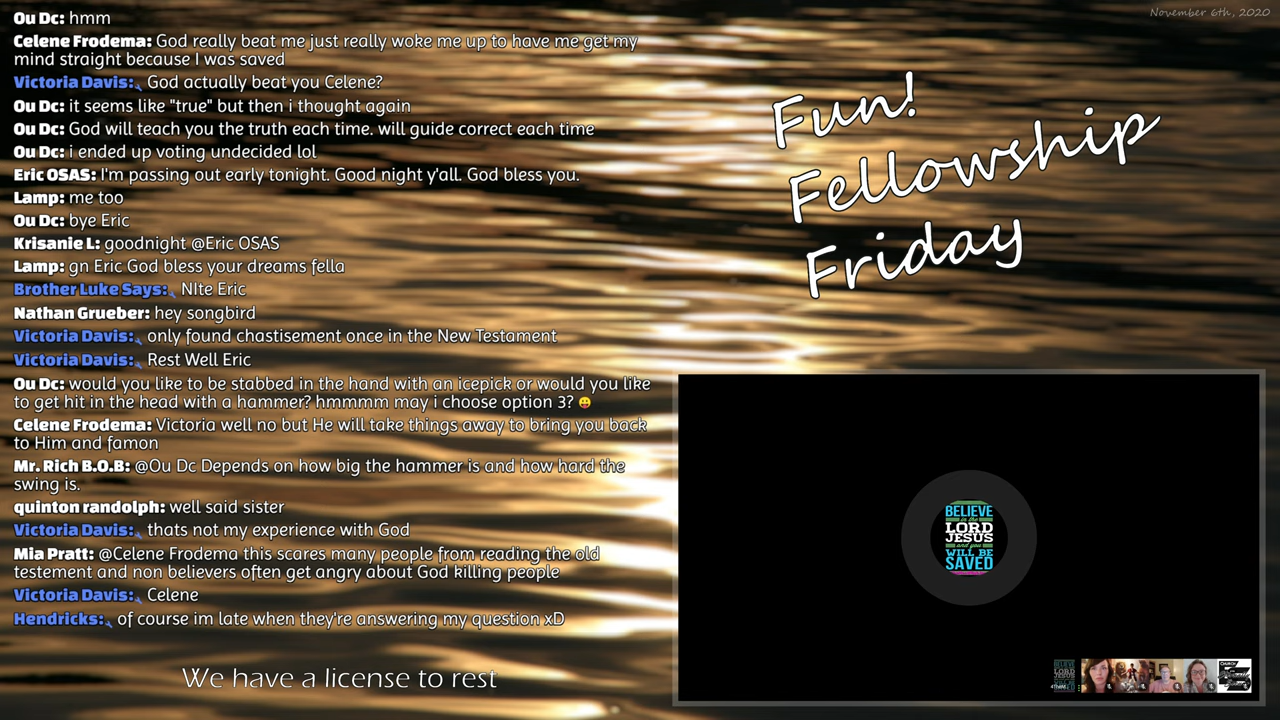 Ou Dc: hmm
Celene Frodema: God really beat me just really woke me up to have me get my
mind straight because I was saved
Victoria Davis: God actually beat you Celene?
Ou Dc: it seems like "true" but then i thought again
Ou Dc: God will teach you the truth each time. will guide correct each time
Ou Dc: i ended up voting undecided lol
Eric OSAS: I'm passing out early tonight. Good night y'all. God bless you.
Lamp: me too
Ou Dc: bye Eric
Krisanie L: goodnight @Eric OSAS
Lamp: gn Eric God bless your dreams fella
Brother Luke Says: NIte Eric
Nathan Grueber: hey songbird
Victoria Davis: only found chastisement once in the New Testament
Victoria Davis: Rest Well Eric
Ou Dc: would you like to be stabbed in the hand with an icepick or would you like
to get hit in the head with a hammer? hmmmm may i choose option 3? 😛
Celene Frodema: Victoria well no but He will take things away to bring you back
to Him and famon
Mr. Rich B.O.B: @Ou Dc Depends on how big the hammer is and how hard the
swing is.
quinton randolph: well said sister
Victoria Davis: thats not my experience with God
Mia Pratt: @Celene Frodema this scares many people from reading the old
testement and non believers often get angry about God killing people
Victoria Davis: Celene
Hendricks: of course im late when they're answering my question xD
We have a license to rest
November 6th, 2020
Fun!
Fellowship
Friday
BELIEVE
in the
LORD
JESUS
and you
WILL BE
SAVED
BELIEVE
LORD
JESUS
CHURCH